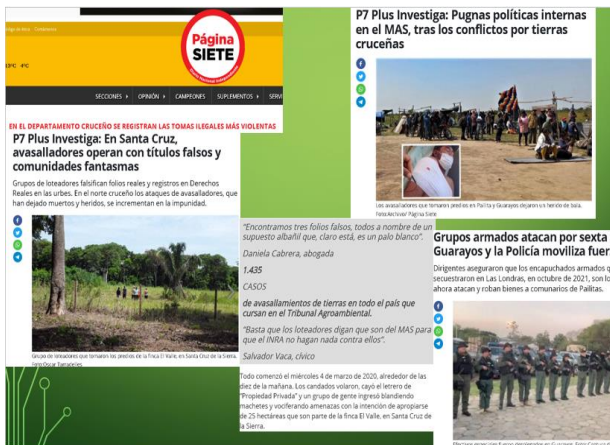 Página
SIETE
13ºC 4ºC
SECCIONES
OPINIÓN
CAMPEONES
SUPLEMENTOS
EN EL DEPARTAMENTO CRUCEÑO SE REGISTRAN LAS TOMAS ILEGALES MÁS VIOLENTAS
P7 Plus Investiga: En Santa Cruz,
avasalladores operan con títulos falsos y
comunidades fantasmas
Grupos de loteadores falsifican folios reales y registros en Derechos
Reales en las urbes. En el norte cruceño los ataques de avasalladores, que
han dejado muertos y heridos, se incrementan en la impunidad.
Grupo de loteadores que tomaron los predios de la finca El Valle, en Santa Cruz de la Sierra.
"Encontramos tres folios falsos, todos a nombre de un
supuesto albañil que, claro está, es un palo blanco".
Daniela Cabrera, abogada
1.435
CASOS
de avasallamientos de tierras en todo el país que
cursan en el Tribunal Agroambiental.
"Basta que los loteadores digan que son del MAS para
que el INRA no hagan nada contra ellos".
Salvador Vaca, cívico
Todo comenzó el miércoles 4 de marzo de 2020, alrededor de las
diez de la mañana. Los candados volaron, cayó el letrero de
"Propiedad Privada" y un grupo de gente ingresó blandiendo
machetes y vociferando amenazas con la intención de apropiarse
de 25 hectáreas que son parte de la finca El Valle, en Santa Cruz de
la Sierra.
P7 Plus Investiga: Pugnas políticas internas
en el MAS, tras los conflictos por tierras
cruceñas
Los avasalladores que tomaron predios en Pailita y Guarayos dejaron un herido de bala.
Foto:Archivo/ Página Siete
Grupos armados atacan por sexta
Guarayos y la Policía moviliza fuer
Dirigentes aseguraron que los encapuchados armados q
secuestraron en Las Londras, en octubre de 2021, son lo
ahora atacan y roban bienes a comunarios de Pailitas.